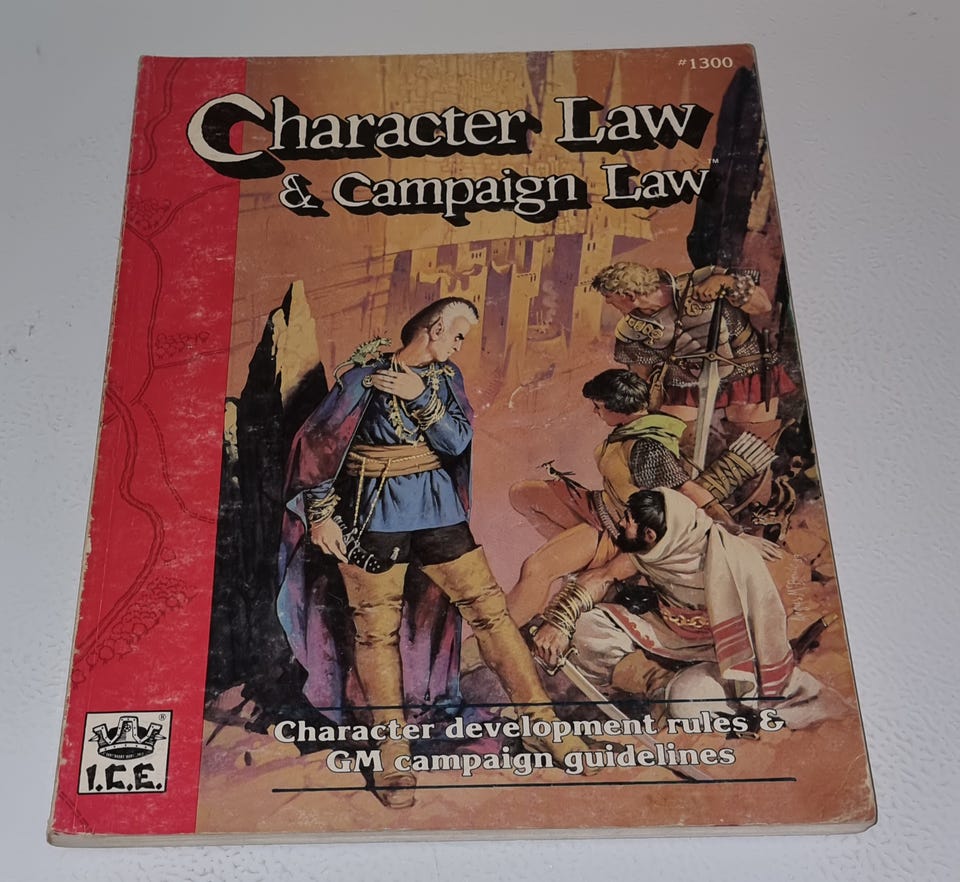 #1300
Character Law
& Campaign Law™
Character development rules &
GM campaign guidelines
®
I.C.E.